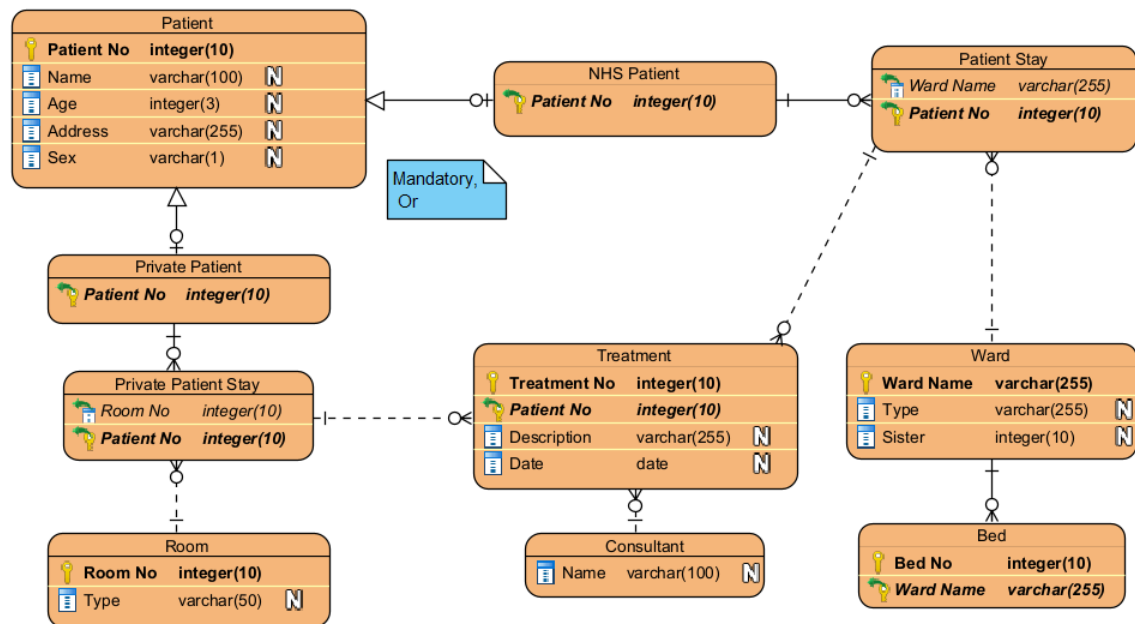 Patient
Patient No integer(10)
Name varchar(100) N
Age integer(3) N
Address varchar(255) N
Sex varchar(1) N
NHS Patient
Patient No integer(10)
Patient Stay
Ward Name varchar(255)
Patient No integer(10)
Mandatory,
Or
Private Patient
Patient No integer(10)
Private Patient Stay
Room No integer(10)
Patient No integer(10)
Treatment
Treatment No integer(10)
Patient No integer(10)
Description varchar(255) N
Date date N
Ward
Ward Name varchar(255)
Type varchar(255) N
Sister integer(10) N
Room
Room No integer(10)
Type varchar(50) N
Consultant
Name varchar(100) N
Bed
Bed No integer(10)
Ward Name varchar(255)